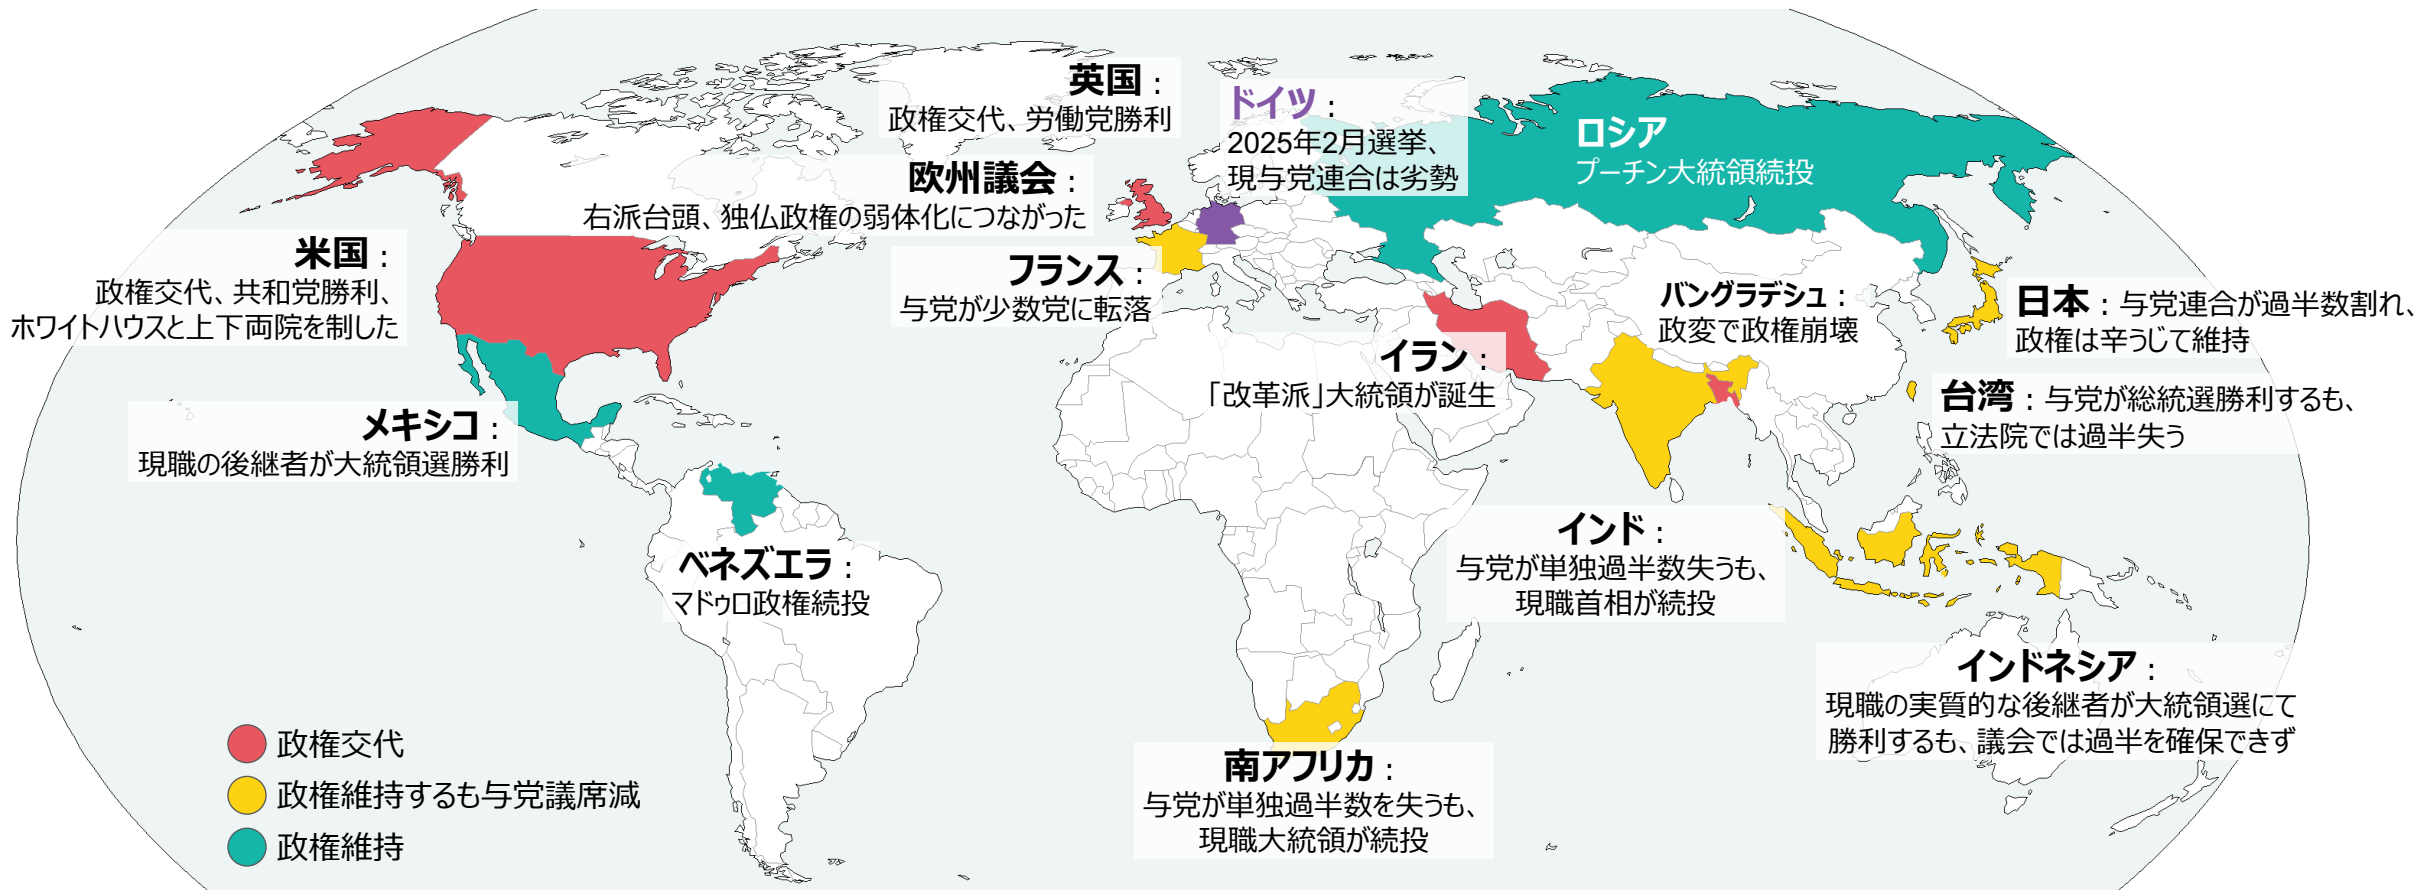 英国：
政権交代、労働党勝利
ドイツ：
2025年2月選挙、
現与党連合は劣勢
ロシア
プーチン大統領続投
欧州議会：
右派台頭、独仏政権の弱体化につながった
米国：
政権交代、共和党勝利、
ホワイトハウスと上下両院を制した
フランス：
与党が少数党に転落
バングラデシュ：
政変で政権崩壊
日本：与党連合が過半数割れ、
政権は辛うじて維持
イラン：
「改革派」大統領が誕生
台湾：与党が総統選勝利するも、
立法院では過半失う
メキシコ：
現職の後継者が大統領選勝利
インド：
与党が単独過半数失うも、
現職首相が続投
ベネズエラ：
マドゥロ政権続投
インドネシア：
現職の実質的な後継者が大統領選にて
勝利するも、議会では過半を確保できず
南アフリカ：
与党が単独過半数を失うも、
現職大統領が続投
政権交代
政権維持するも与党議席減
政権維持